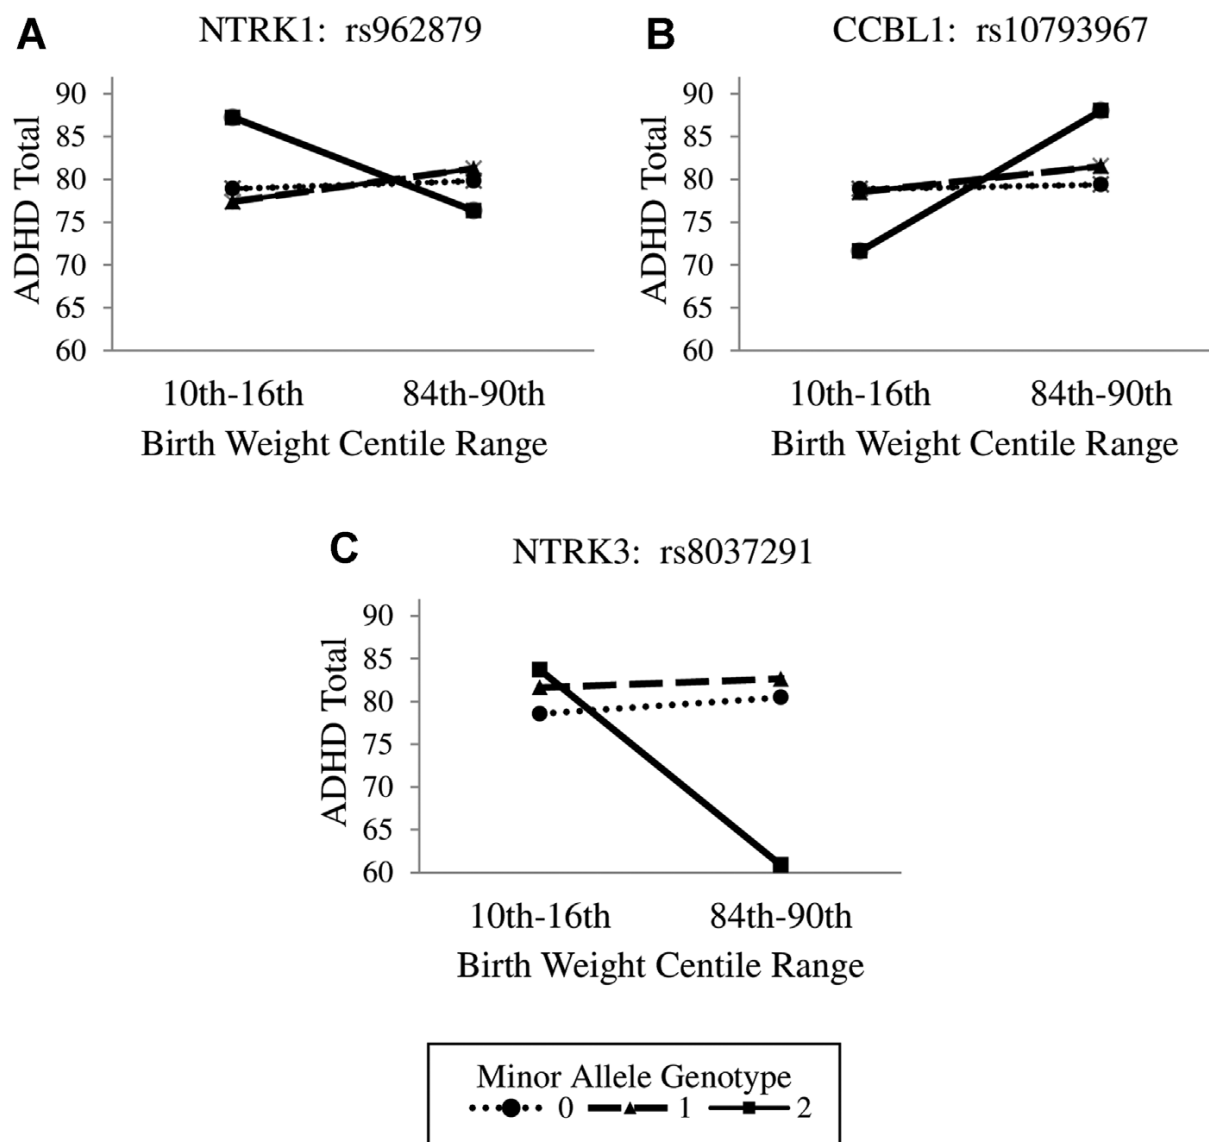 A
NTRK1: rs962879
ADHD Total
90
85
80
75
70
65
60
10th-16th 84th-90th
Birth Weight Centile Range
B
CCBL1: rs10793967
ADHD Total
90
85
80
75
70
65
60
10th-16th 84th-90th
Birth Weight Centile Range
C
NTRK3: rs8037291
ADHD Total
90
85
80
75
70
65
60
10th-16th 84th-90th
Birth Weight Centile Range
Minor Allele Genotype
0 1 2